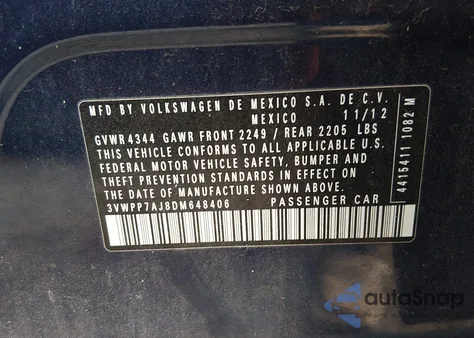 MFD BY VOLKSWAGEN DE MEXICO S.A. DE C.V.
MEXICO 11/12
GVWR 4344 GAWR FRONT 2249 / REAR 2205 LBS
THIS VEHICLE CONFORMS TO ALL APPLICABLE
FEDERAL MOTOR VEHICLE SAFETY, BUMPER AND
THEFT PREVENTION STANDARDS IN EFFECT ON
THE DATE OF MANUFACTURE SHOWN ABOVE
3VWPP7AJ8DM648406 PASSENGER CAR
4415411 1082 M
autoSnap